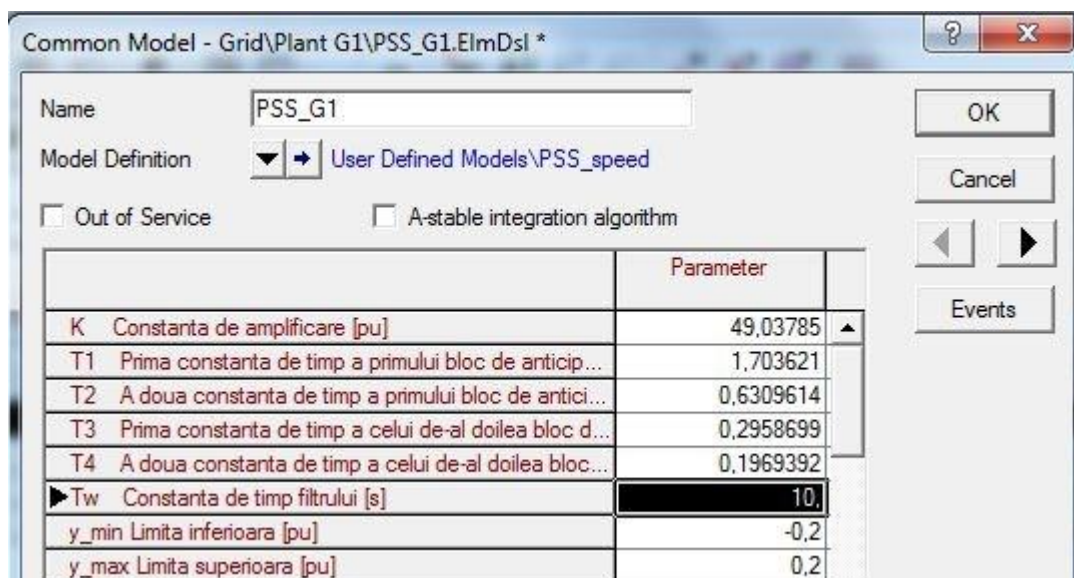 Common Model - Grid\Plant G1\PSS_G1.ElmDsl *
Name PSS_G1 OK
Model Definition User Defined Models\PSS_speed
Cancel
Out of Service A-stable integration algorithm
Parameter
Events
K Constanta de amplificare [pu] 49,03785
T1 Prima constanta de timp a primului bloc de anticip... 1,703621
T2 A doua constanta de timp a primului bloc de antici... 0,6309614
T3 Prima constanta de timp a celui de-al doilea bloc d... 0,2958699
T4 A doua constanta de timp a celui de-al doilea bloc... 0,1969392
Tw Constanta de timp filtrului [s] 10,
y_min Limita inferioara [pu] -0,2
y_max Limita superioara [pu] 0,2